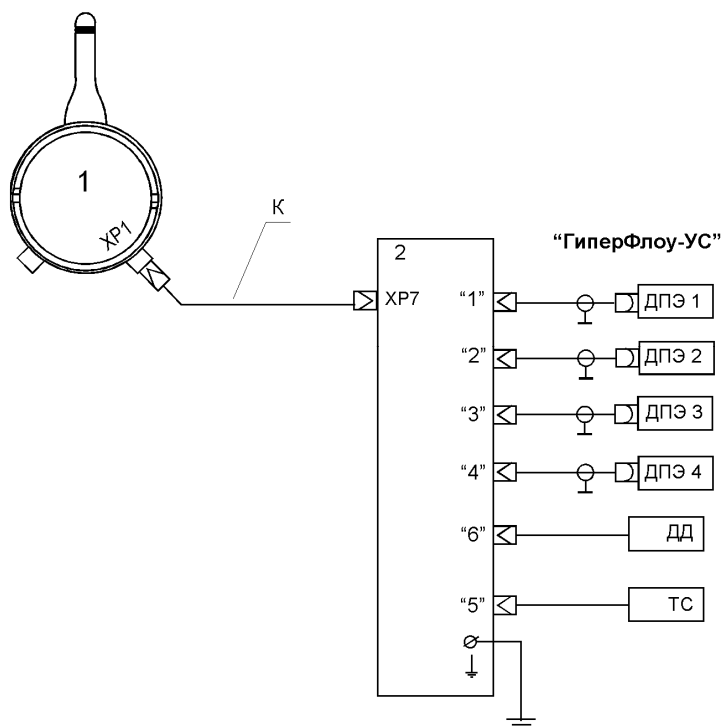 1
XP1
К
2
“ГиперФлоу-УС”
XP7
“1”
ДПЭ 1
“2”
ДПЭ 2
“3”
ДПЭ 3
“4”
ДПЭ 4
“6”
ДД
“5”
ТС